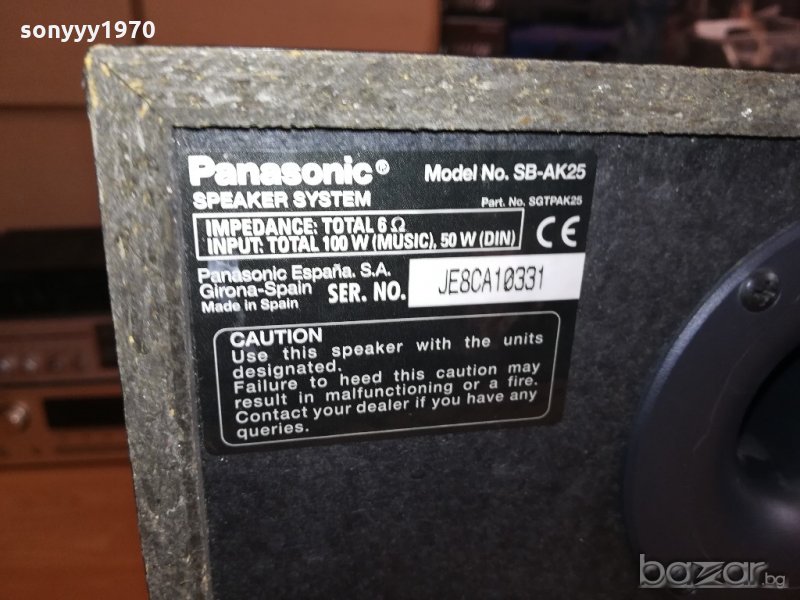 sonyyy1970
Panasonic® Model No. SB-AK25
SPEAKER SYSTEM Part. No. SGTPAK25
IMPEDANCE: TOTAL 6 Ω
INPUT: TOTAL 100 W (MUSIC), 50 W (DIN) CE
Panasonic España. S.A.
Girona-Spain SER. NO. JE8CA10331
Made in Spain
CAUTION
Use this speaker with the units
designated.
Failure to heed this caution may
result in malfunctioning or a fire.
Contact your dealer if you have any
queries.
bazar.bg